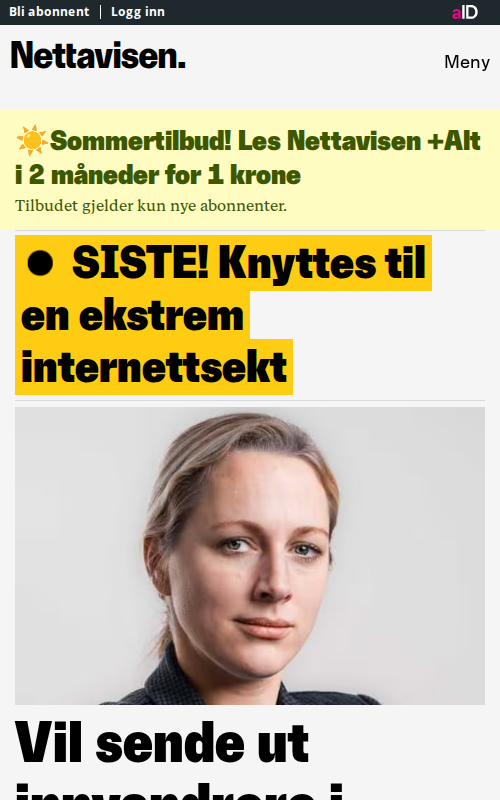 Bli abonnent | Logg inn
aID
Nettavisen.
Meny
☀️Sommertilbud! Les Nettavisen +Alt
i 2 måneder for 1 krone
Tilbudet gjelder kun nye abonnenter.
● SISTE! Knyttes til
en ekstrem
internettsekt
Vil sende ut
innvandrere i